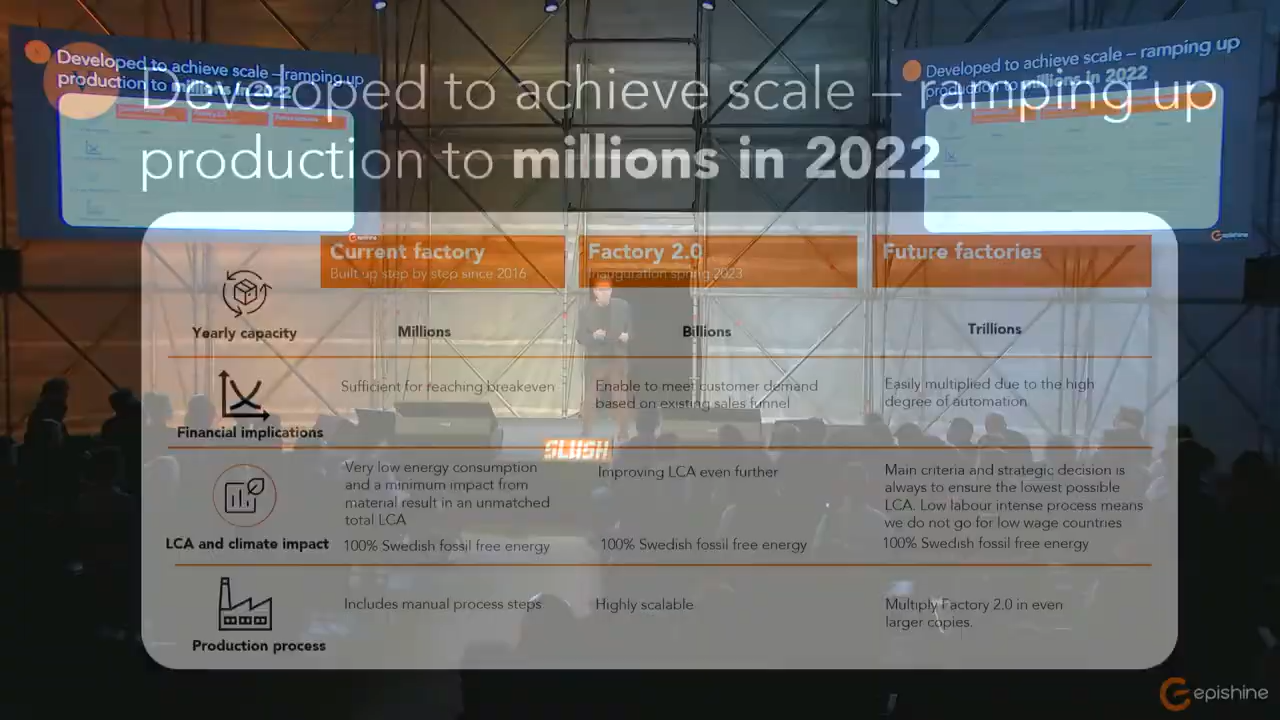 Developed to achieve scale – ramping up
production to millions in 2022
Developed to achieve scale – ramping up
production to millions in 2022
Developed to achieve scale – ramping up
production to millions in 2022
Current factory
Built up step by step since 2016
Factory 2.0
Inauguration spring 2023
Future factories
Yearly capacity
Millions
Billions
Trillions
Financial implications
Sufficient for reaching breakeven
Enable to meet customer demand
based on existing sales funnel
Easily multiplied due to the high
degree of automation.
SLUSH
LCA and climate impact
Very low energy consumption
and a minimum impact from
material result in an unmatched
total LCA
100% Swedish fossil free energy
Improving LCA even further
100% Swedish fossil free energy
Main criteria and strategic decision is
always to ensure the lowest possible
LCA. Low labour intense process means
we do not go for low wage countries
100% Swedish fossil free energy
Production process
Includes manual process steps
Highly scalable
Multiply Factory 2.0 in even
larger copies.
epishine
epishine